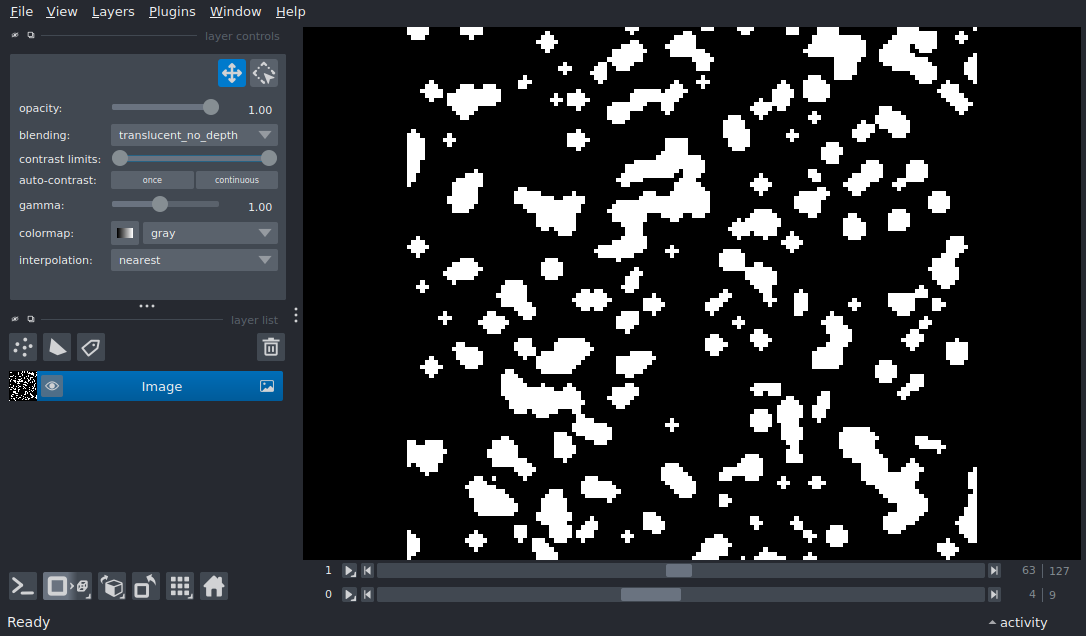 File View Layers Plugins Window Help
layer controls
opacity: 1.00
blending: translucent_no_depth
contrast limits:
auto-contrast: once continuous
gamma: 1.00
colormap: gray
interpolation: nearest
layer list
Image
1 63 127
0 4 9
Ready activity